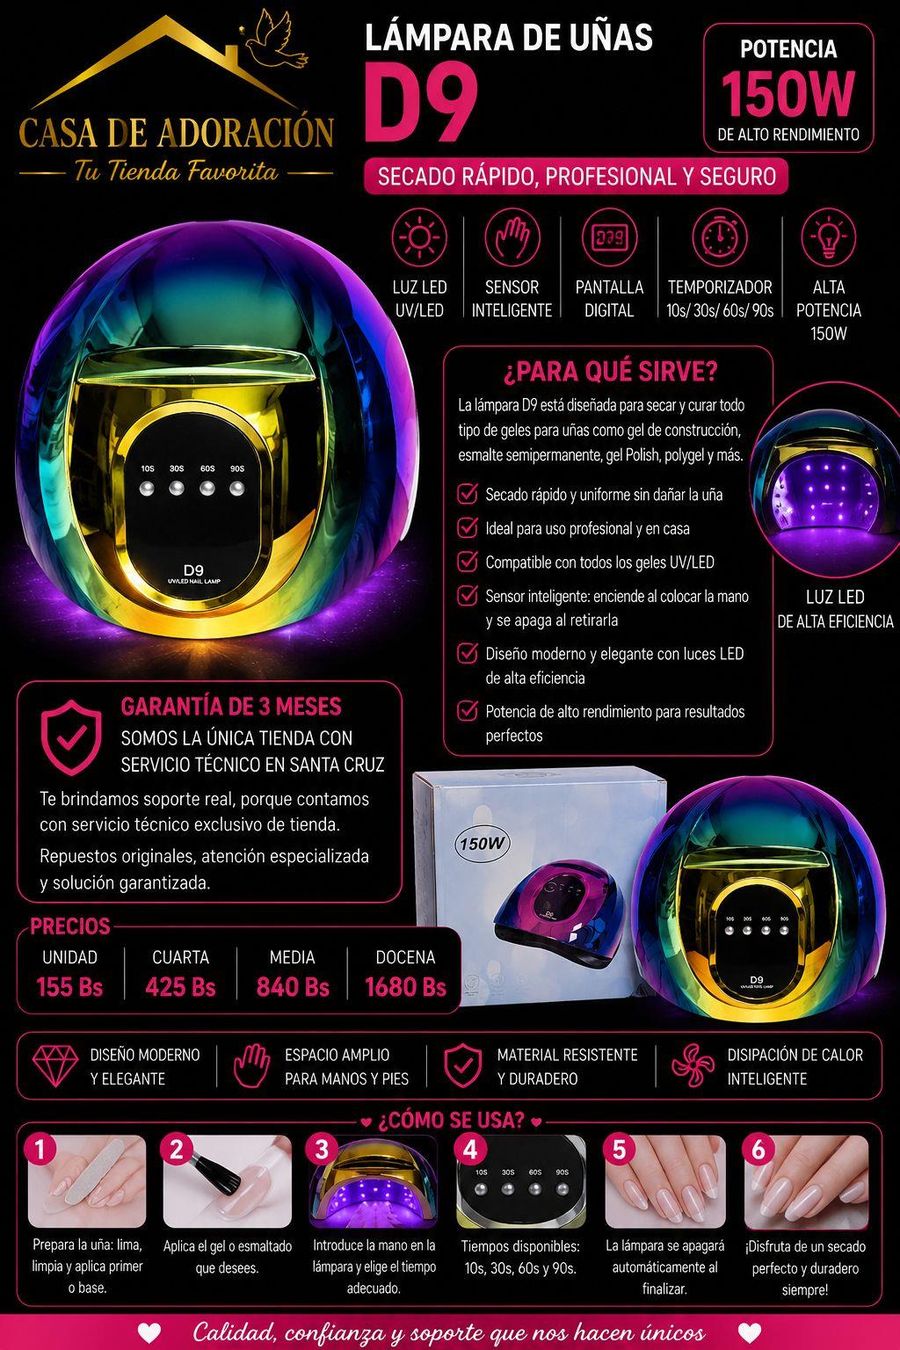 CASA DE ADORACIÓN
Tu Tienda Favorita
LÁMPARA DE UÑAS
D9
POTENCIA
150W
DE ALTO RENDIMIENTO
SECADO RÁPIDO, PROFESIONAL Y SEGURO
LUZ LED
UV/LED
SENSOR
INTELIGENTE
PANTALLA
DIGITAL
TEMPORIZADOR
10s/ 30s/ 60s/ 90s
ALTA
POTENCIA
150W
10S 30S 60S 90S
D9
UV/LED NAIL LAMP
¿PARA QUÉ SIRVE?
La lámpara D9 está diseñada para secar y curar todo
tipo de geles para uñas como gel de construcción,
esmalte semipermanente, gel Polish, polygel y más.
Secado rápido y uniforme sin dañar la uña
Ideal para uso profesional y en casa
Compatible con todos los geles UV/LED
Sensor inteligente: enciende al colocar la mano
y se apaga al retirarla
Diseño moderno y elegante con luces LED
de alta eficiencia
Potencia de alto rendimiento para resultados
perfectos
LUZ LED
DE ALTA EFICIENCIA
GARANTÍA DE 3 MESES
SOMOS LA ÚNICA TIENDA CON
SERVICIO TÉCNICO EN SANTA CRUZ
Te brindamos soporte real, porque contamos
con servicio técnico exclusivo de tienda.
Repuestos originales, atención especializada
y solución garantizada.
150W
10S 30S 60S 90S
D9
PRECIOS
UNIDAD
155 Bs
CUARTA
425 Bs
MEDIA
840 Bs
DOCENA
1680 Bs
DISEÑO MODERNO
Y ELEGANTE
ESPACIO AMPLIO
PARA MANOS Y PIES
MATERIAL RESISTENTE
Y DURADERO
DISIPACIÓN DE CALOR
INTELIGENTE
¿CÓMO SE USA?
1
Prepara la uña: lima,
limpia y aplica primer
o base.
2
Aplica el gel o esmaltado
que desees.
3
Introduce la mano en la
lámpara y elige el tiempo
adecuado.
4
10S 30S 60S 90S
Tiempos disponibles:
10s, 30s, 60s y 90s.
5
La lámpara se apagará
automáticamente al
finalizar.
6
¡Disfruta de un secado
perfecto y duradero
siempre!
Calidad, confianza y soporte que nos hacen únicos